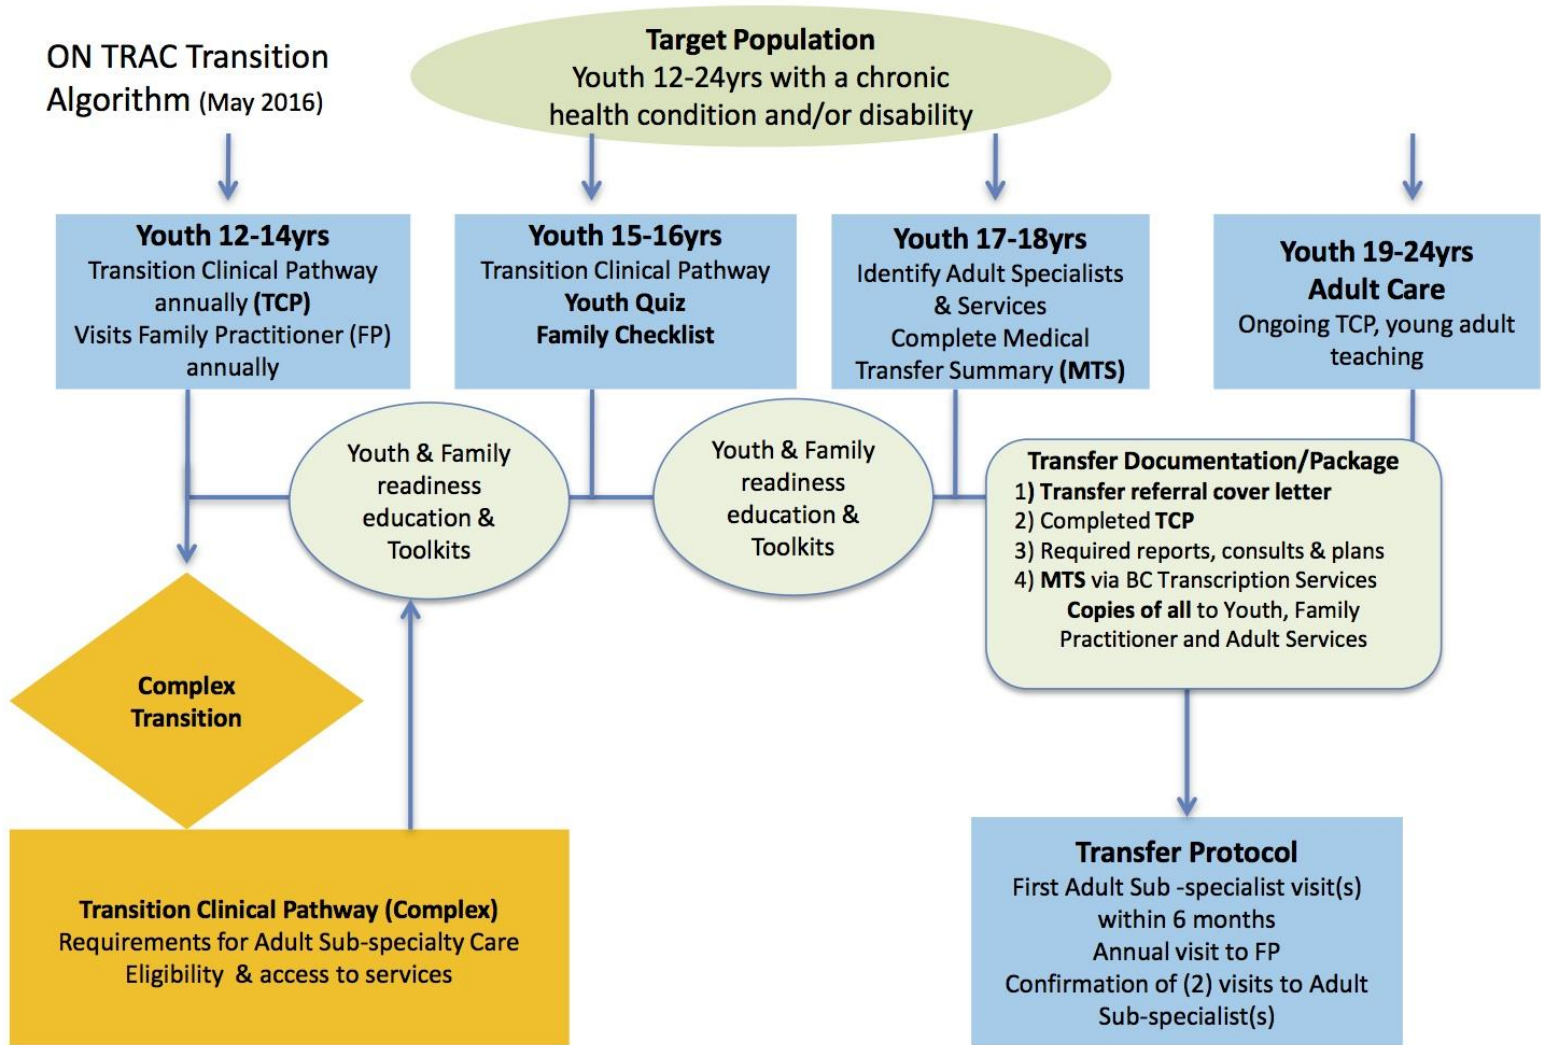 ON TRAC Transition
Algorithm (May 2016)
Target Population
Youth 12-24yrs with a chronic
health condition and/or disability
Youth 12-14yrs
Transition Clinical Pathway
annually (TCP)
Visits Family Practitioner (FP)
annually
Youth 15-16yrs
Transition Clinical Pathway
Youth Quiz
Family Checklist
Youth 17-18yrs
Identify Adult Specialists
& Services
Complete Medical
Transfer Summary (MTS)
Youth 19-24yrs
Adult Care
Ongoing TCP, young adult
teaching
Youth & Family
readiness
education &
Toolkits
Youth & Family
readiness
education &
Toolkits
Transfer Documentation/Package
1) Transfer referral cover letter
2) Completed TCP
3) Required reports, consults & plans
4) MTS via BC Transcription Services
Copies of all to Youth, Family
Practitioner and Adult Services
Complex
Transition
Transition Clinical Pathway (Complex)
Requirements for Adult Sub-specialty Care
Eligibility & access to services
Transfer Protocol
First Adult Sub -specialist visit(s)
within 6 months
Annual visit to FP
Confirmation of (2) visits to Adult
Sub-specialist(s)